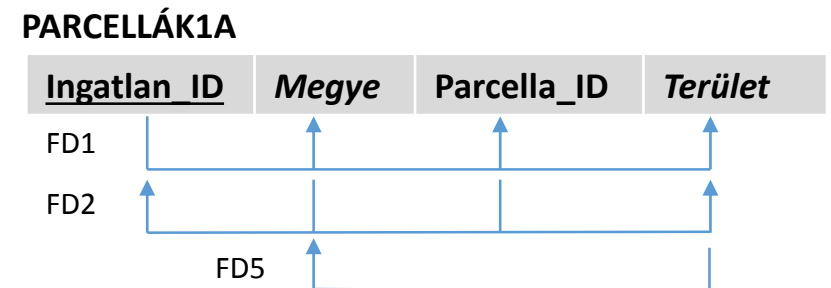 PARCELLÁK1A
Ingatlan_ID Megye Parcella_ID Terület
FD1
FD2
FD5